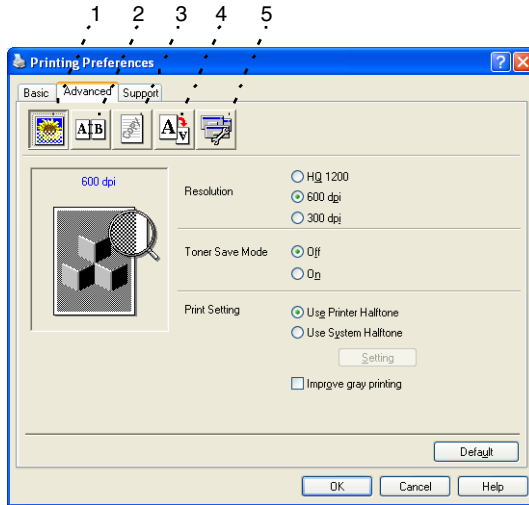 1 2 3 4 5
Printing Preferences
Basic Advanced Support
A B copy A A
600 dpi
Resolution
HQ 1200
600 dpi
300 dpi
Toner Save Mode
Off
On
Print Setting
Use Printer Halftone
Use System Halftone
Setting
Improve gray printing
Default
OK Cancel Help